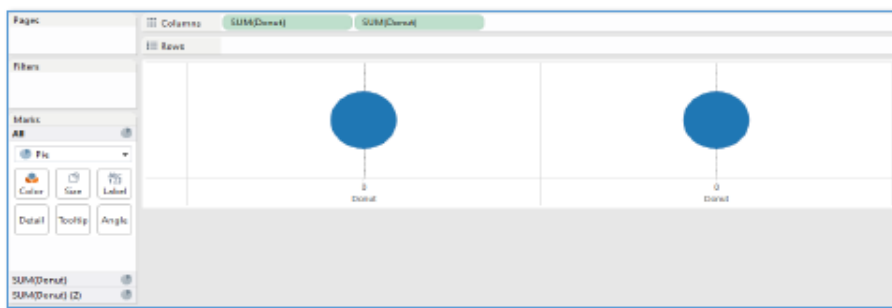 Pages
Columns SUM(Donut) SUM(Donut)
Rows
Filters
Marks
All
Pie
Color Size Label
Detail Tooltip Angle
0 0
Donut Donut
SUM(Donut)
SUM(Donut) (2)